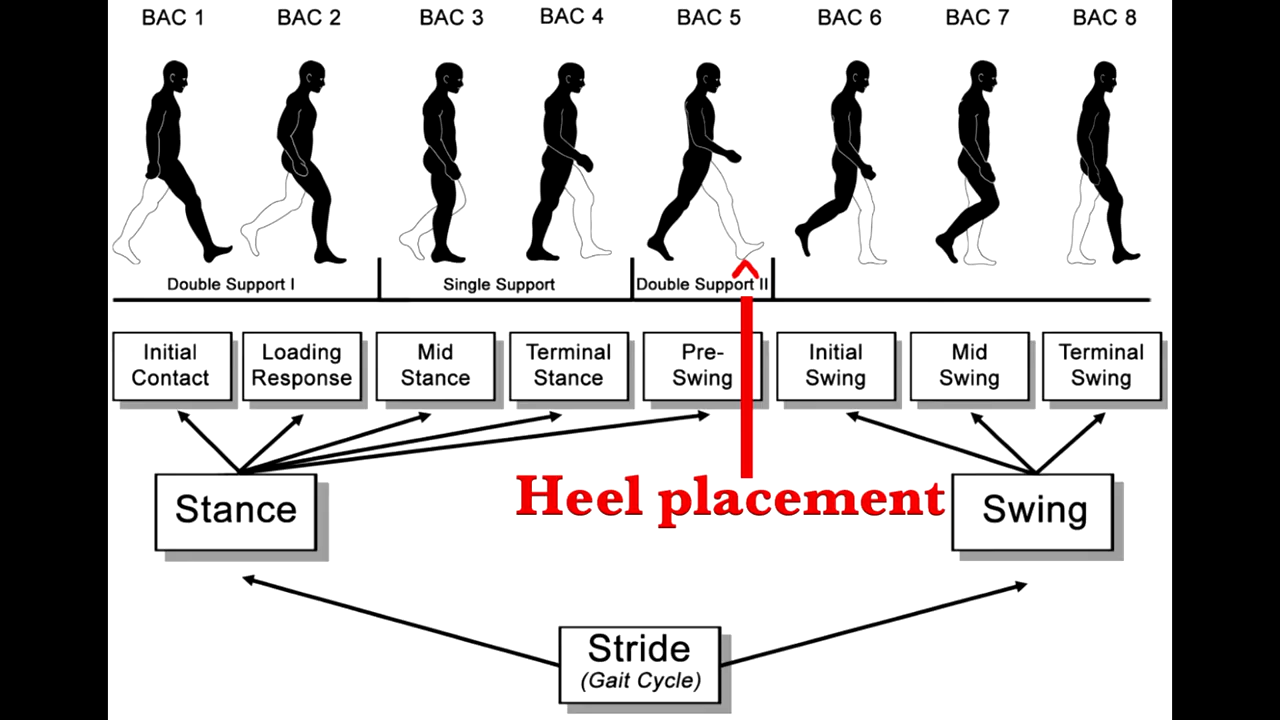 BAC 1 BAC 2 BAC 3 BAC 4 BAC 5 BAC 6 BAC 7 BAC 8
Double Support I Single Support Double Support II
Initial Contact
Loading Response
Mid Stance
Terminal Stance
Pre-Swing
Initial Swing
Mid Swing
Terminal Swing
Stance
Heel placement
Swing
Stride
(Gait Cycle)